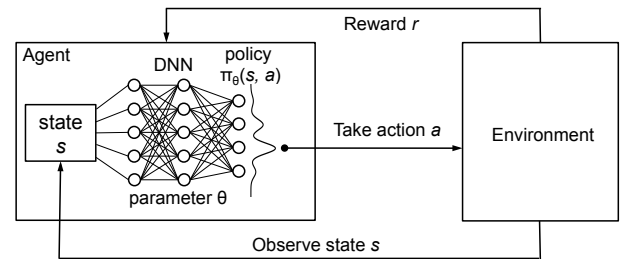 Reward r
Agent
DNN
policy
πθ(s, a)
state
s
Take action a
Environment
parameter θ
Observe state s